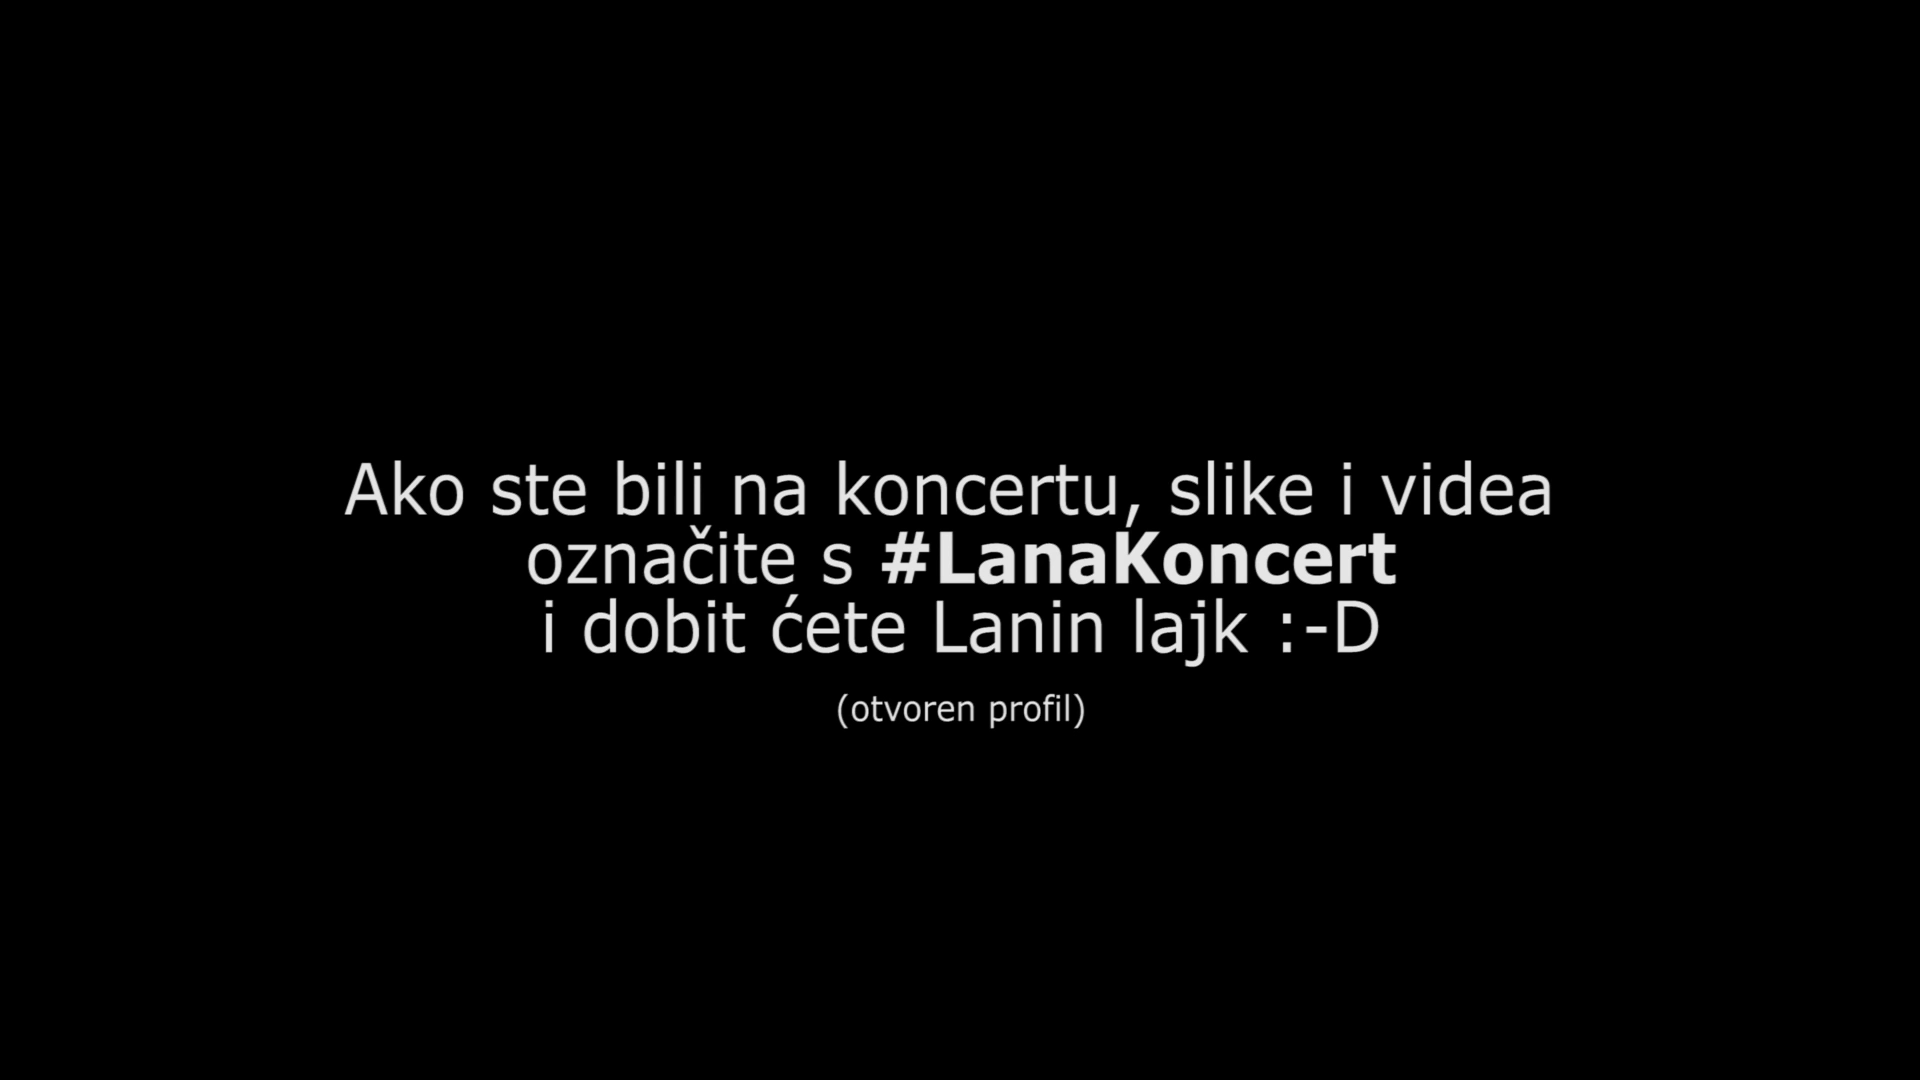 Ako ste bili na koncertu, slike i videa
označite s #LanaKoncert
i dobit ćete Lanin lajk :-D
(otvoren profil)